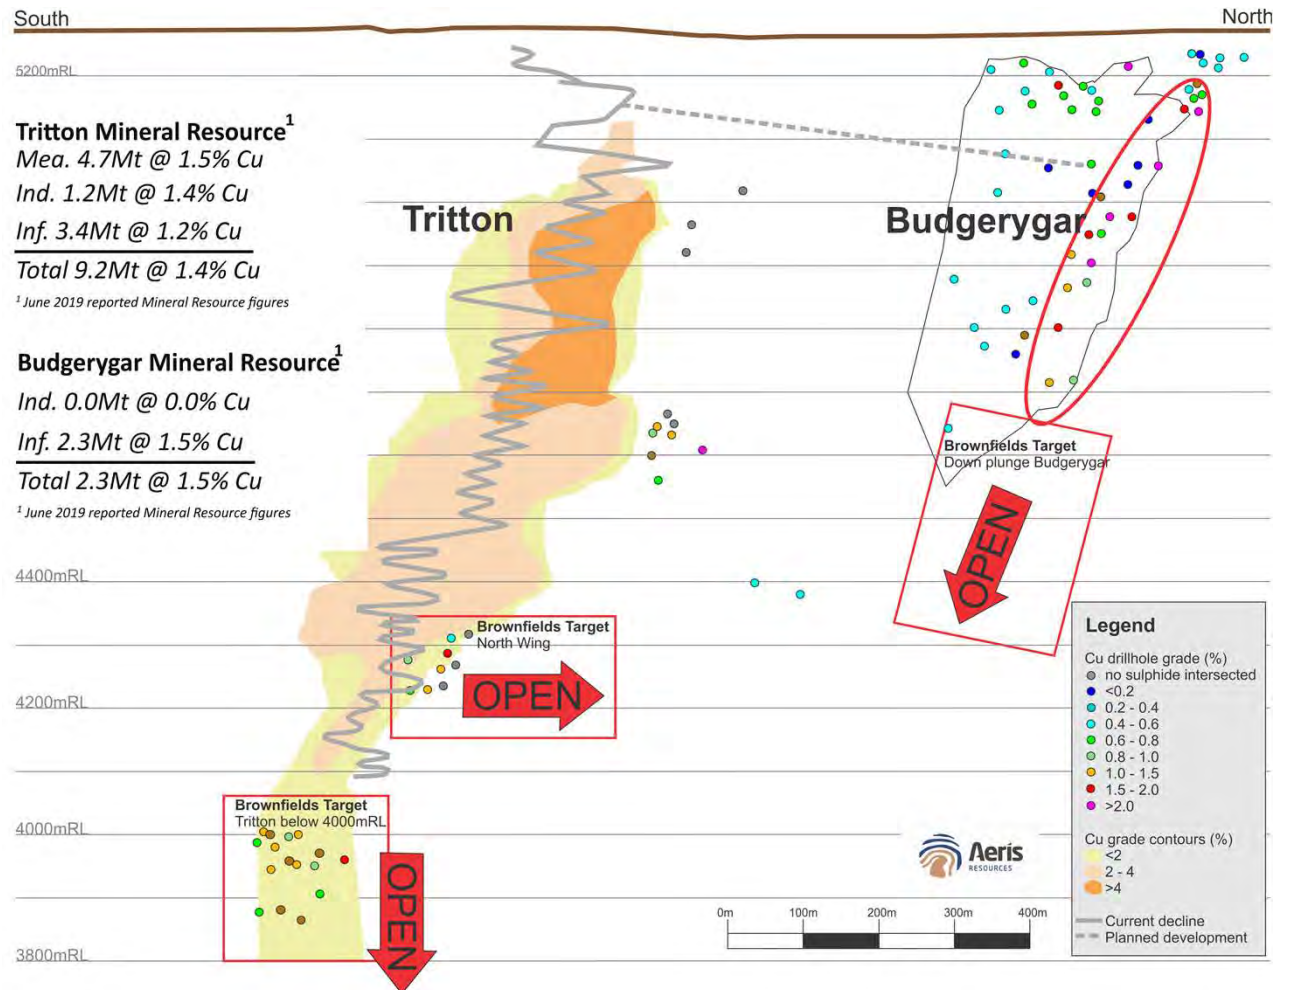 South
North
5200mRL
Tritton Mineral Resource1
Mea. 4.7Mt @ 1.5% Cu
Ind. 1.2Mt @ 1.4% Cu
Inf. 3.4Mt @ 1.2% Cu
Total 9.2Mt @ 1.4% Cu
1 June 2019 reported Mineral Resource figures
Tritton
Budgerygar
Budgerygar Mineral Resource1
Ind. 0.0Mt @ 0.0% Cu
Inf. 2.3Mt @ 1.5% Cu
Total 2.3Mt @ 1.5% Cu
1 June 2019 reported Mineral Resource figures
Brownfields Target
Down plunge Budgerygar
OPEN
4400mRL
Brownfields Target
North Wing
OPEN
4200mRL
Brownfields Target
Tritton below 4000mRL
4000mRL
OPEN
3800mRL
Aeris
RESOURCES
0m 100m 200m 300m 400m
Legend
Cu drillhole grade (%)
no sulphide intersected
<0.2
0.2 - 0.4
0.4 - 0.6
0.6 - 0.8
0.8 - 1.0
1.0 - 1.5
1.5 - 2.0
>2.0
Cu grade contours (%)
<2
2 - 4
>4
Current decline
Planned development